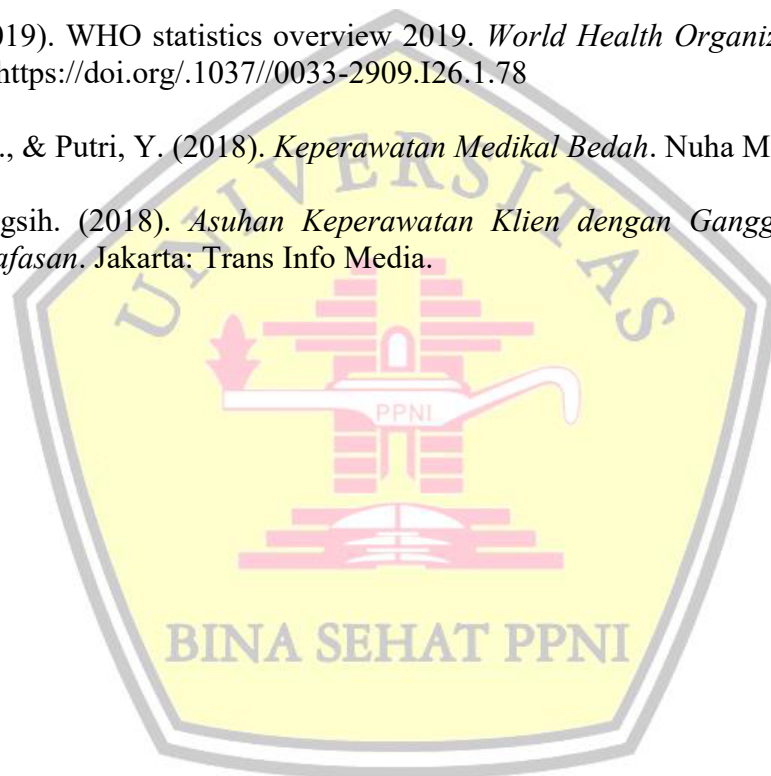 019). WHO statistics overview 2019. World Health Organiz
https://doi.org/.1037//0033-2909.I26.1.78
., & Putri, Y. (2018). Keperawatan Medikal Bedah. Nuha M
gsih. (2018). Asuhan Keperawatan Klien dengan Gangg
afasan. Jakarta: Trans Info Media.
UNIVERSITAS
PPNI
BINA SEHAT PPNI